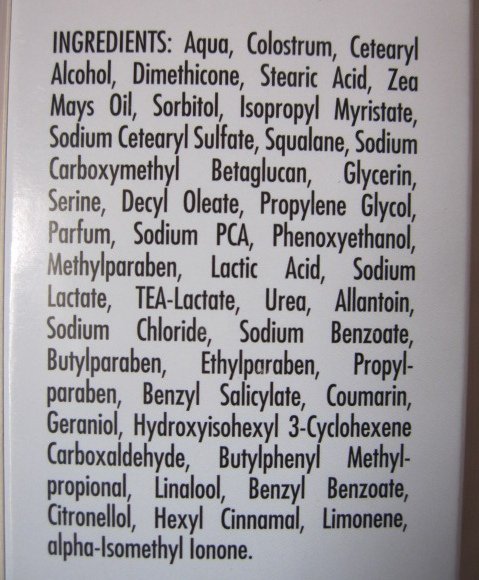 INGREDIENTS: Aqua, Colostrum, Cetearyl
Alcohol, Dimethicone, Stearic Acid, Zea
Mays Oil, Sorbitol, Isopropyl Myristate,
Sodium Cetearyl Sulfate, Squalane, Sodium
Carboxymethyl Betaglucan, Glycerin,
Serine, Decyl Oleate, Propylene Glycol,
Parfum, Sodium PCA, Phenoxyethanol,
Methylparaben, Lactic Acid, Sodium
Lactate, TEA-Lactate, Urea, Allantoin,
Sodium Chloride, Sodium Benzoate,
Butylparaben, Ethylparaben, Propyl-
paraben, Benzyl Salicylate, Coumarin,
Geraniol, Hydroxyisohexyl 3-Cyclohexene
Carboxaldehyde, Butylphenyl Methyl-
propional, Linalool, Benzyl Benzoate,
Citronellol, Hexyl Cinnamal, Limonene,
alpha-Isomethyl Ionone.